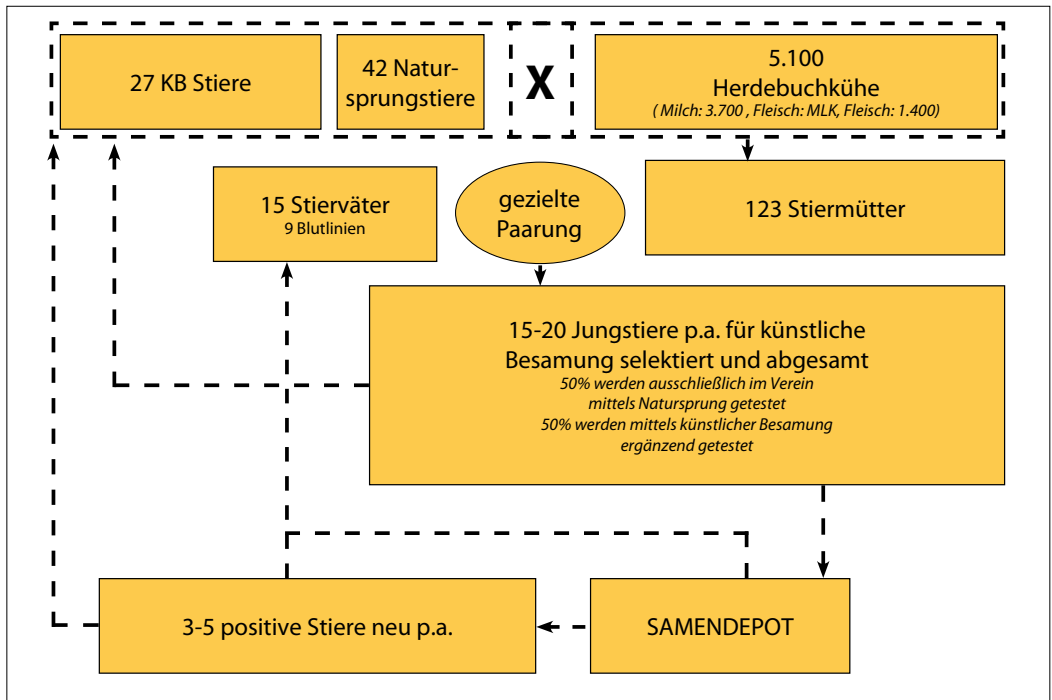 27 KB Stiere
42 Natur-
sprungstiere
X
5.100
Herdebuchkühe
( Milch: 3.700 , Fleisch: MLK, Fleisch: 1.400)
15 Stierväter
9 Blutlinien
gezielte
Paarung
123 Stiermütter
15-20 Jungstiere p.a. für künstliche
Besamung selektiert und abgesamt
50% werden ausschließlich im Verein
mittels Natursprung getestet
50% werden mittels künstlicher Besamung
ergänzend getestet
3-5 positive Stiere neu p.a.
SAMENDEPOT